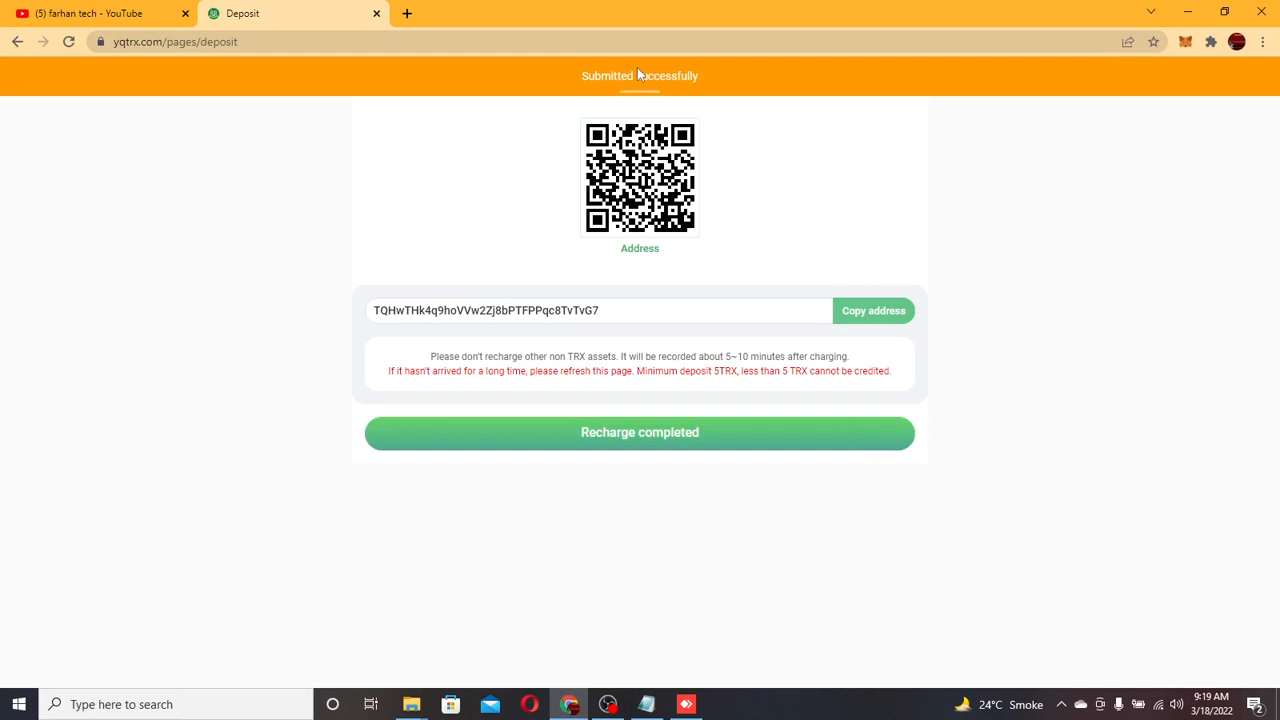 (5) farhan tech - YouTube
Deposit
yqtrx.com/pages/deposit
Submitted successfully
Address
TQHwTHk4q9hoVVw2Zj8bPTFPPqc8TvTvG7
Copy address
Please don't recharge other non TRX assets. It will be recorded about 5~10 minutes after charging.
If it hasn't arrived for a long time, please refresh this page. Minimum deposit 5TRX, less than 5 TRX cannot be credited.
Recharge completed
Type here to search
24°C Smoke
9:19 AM
3/18/2022
2